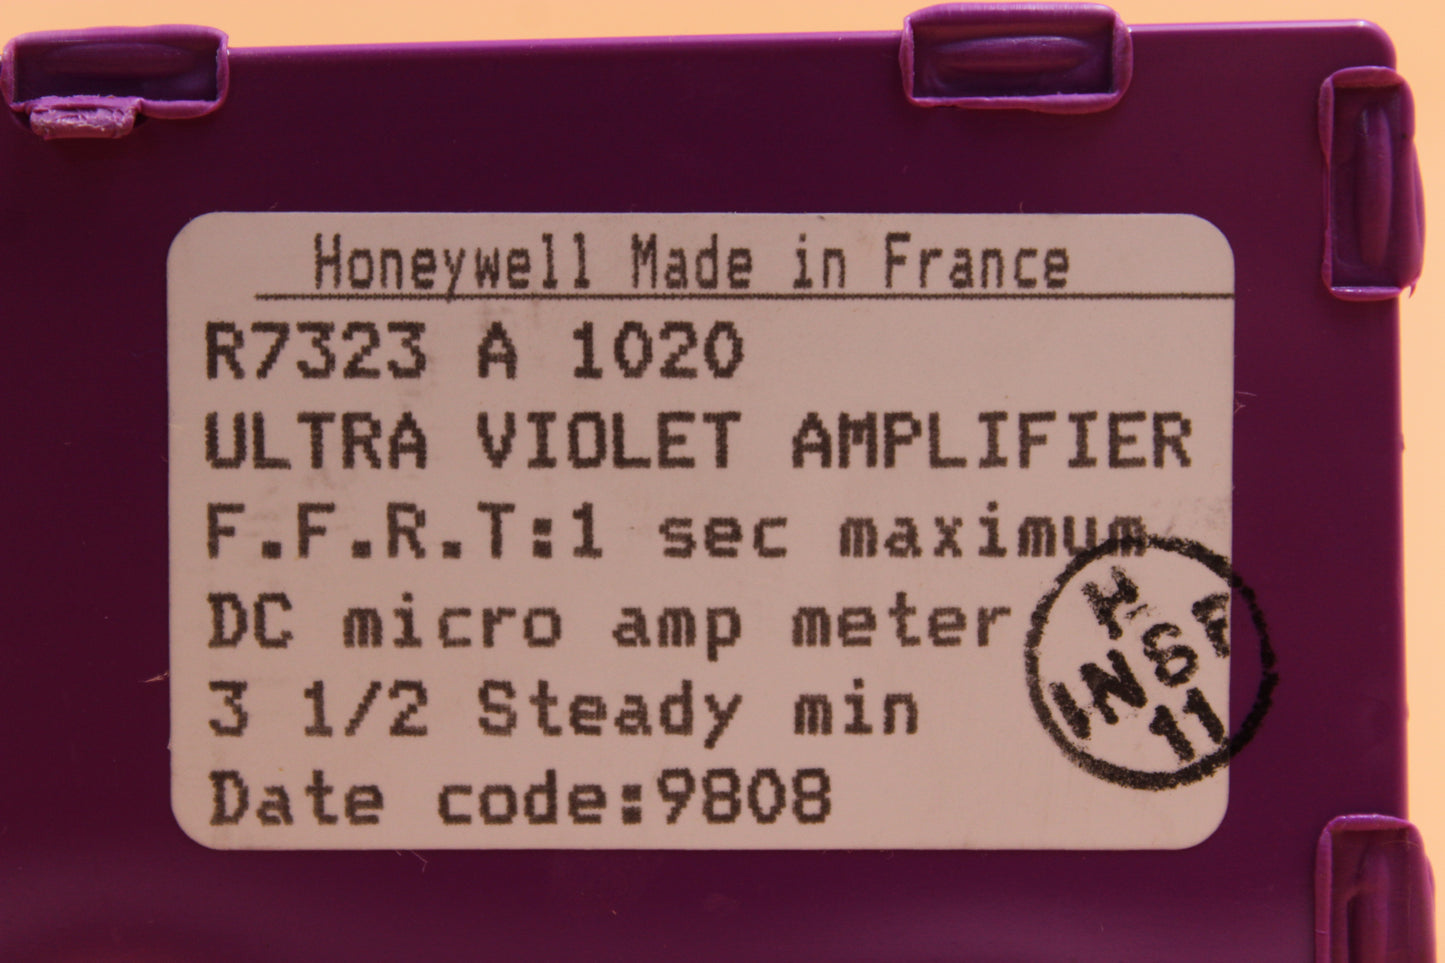 Honeywell Made in France
R7323 A 1020
ULTRA VIOLET AMPLIFIER
F.F.R.T:1 sec maximum
DC micro amp meter
3 1/2 Steady min
Date code:9808
H
INS
11